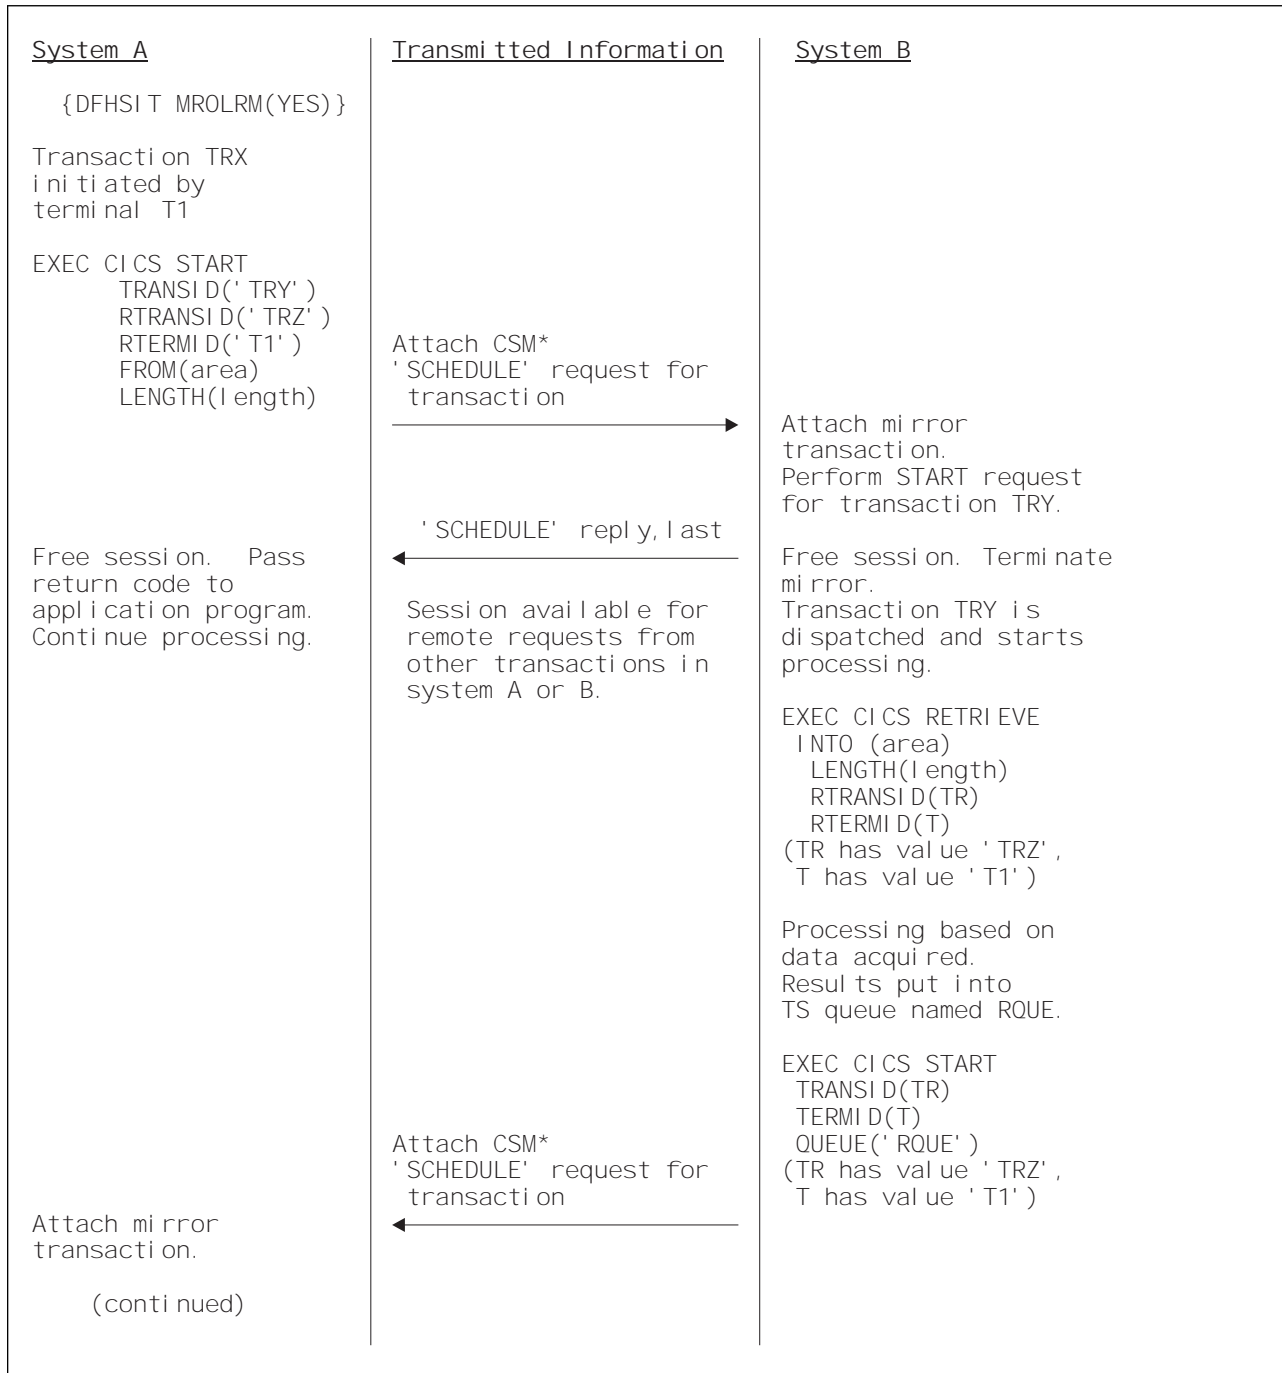 System A
Transmitted Information
System B
{DFHSIT MROLRM(YES)}
Transaction TRX
initiated by
terminal T1
EXEC CICS START
TRANSID('TRY')
RTRANSID('TRZ')
RTERMID('T1')
FROM(area)
LENGTH(length)
Attach CSM*
'SCHEDULE' request for
transaction
Attach mirror
transaction.
Perform START request
for transaction TRY.
'SCHEDULE' reply,last
Free session.  Pass
return code to
application program.
Continue processing.
Session available for
remote requests from
other transactions in
system A or B.
Free session. Terminate
mirror.
Transaction TRY is
dispatched and starts
processing.
EXEC CICS RETRIEVE
INTO (area)
LENGTH(length)
RTRANSID(TR)
RTERMID(T)
(TR has value 'TRZ',
T has value 'T1')
Processing based on
data acquired.
Results put into
TS queue named RQUE.
EXEC CICS START
TRANSID(TR)
TERMID(T)
QUEUE('RQUE')
(TR has value 'TRZ',
T has value 'T1')
Attach CSM*
'SCHEDULE' request for
transaction
Attach mirror
transaction.
(continued)